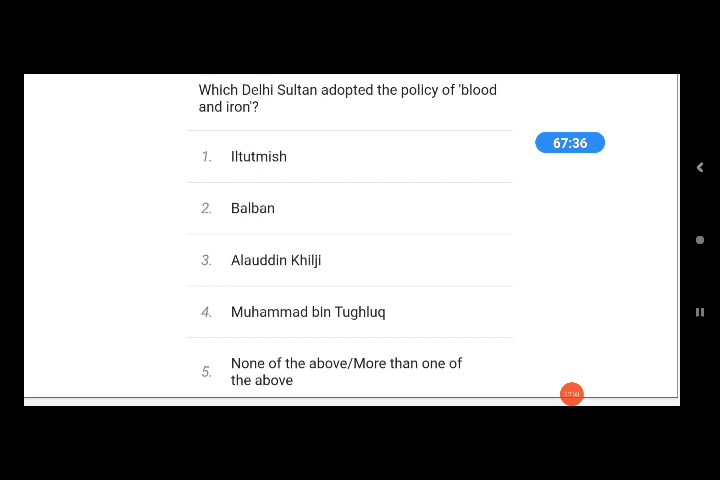 Which Delhi Sultan adopted the policy of 'blood
and iron'?
67:36
1. Iltutmish
2. Balban
3. Alauddin Khilji
4. Muhammad bin Tughluq
5. None of the above/More than one of
the above